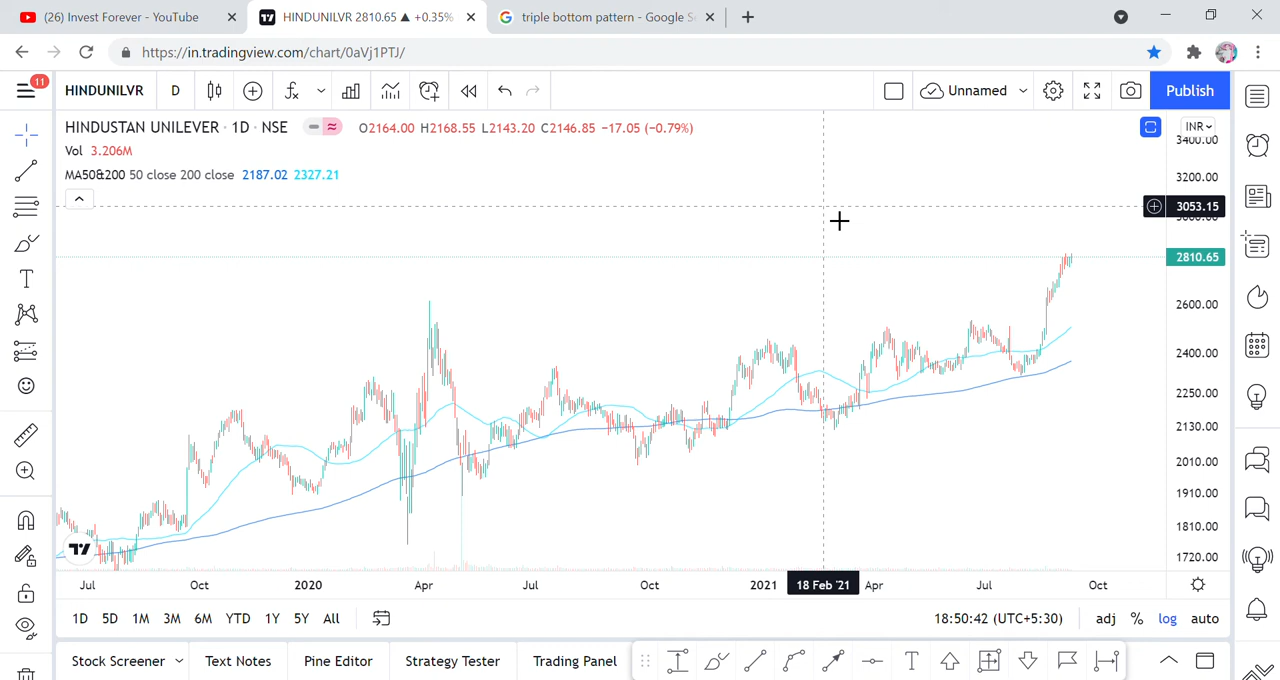 (26) Invest Forever - YouTube
HINDUNILVR 2810.65 ▲ +0.35%
triple bottom pattern - Google S
https://in.tradingview.com/chart/0aVj1PTJ/
11
HINDUNILVR
D
Unnamed
Publish
HINDUSTAN UNILEVER · 1D · NSE
O2164.00 H2168.55 L2143.20 C2146.85 −17.05 (−0.79%)
INR
Vol 3.206M
MA50&200 50 close 200 close 2187.02 2327.21
3400.00
3200.00
3053.15
3000.00
2810.65
2600.00
2400.00
2250.00
2130.00
2010.00
1910.00
1810.00
1720.00
Jul
Oct
2020
Apr
Jul
Oct
2021
18 Feb '21
Apr
Jul
Oct
1D 5D 1M 3M 6M YTD 1Y 5Y All
18:50:42 (UTC+5:30)
adj % log auto
Stock Screener
Text Notes
Pine Editor
Strategy Tester
Trading Panel